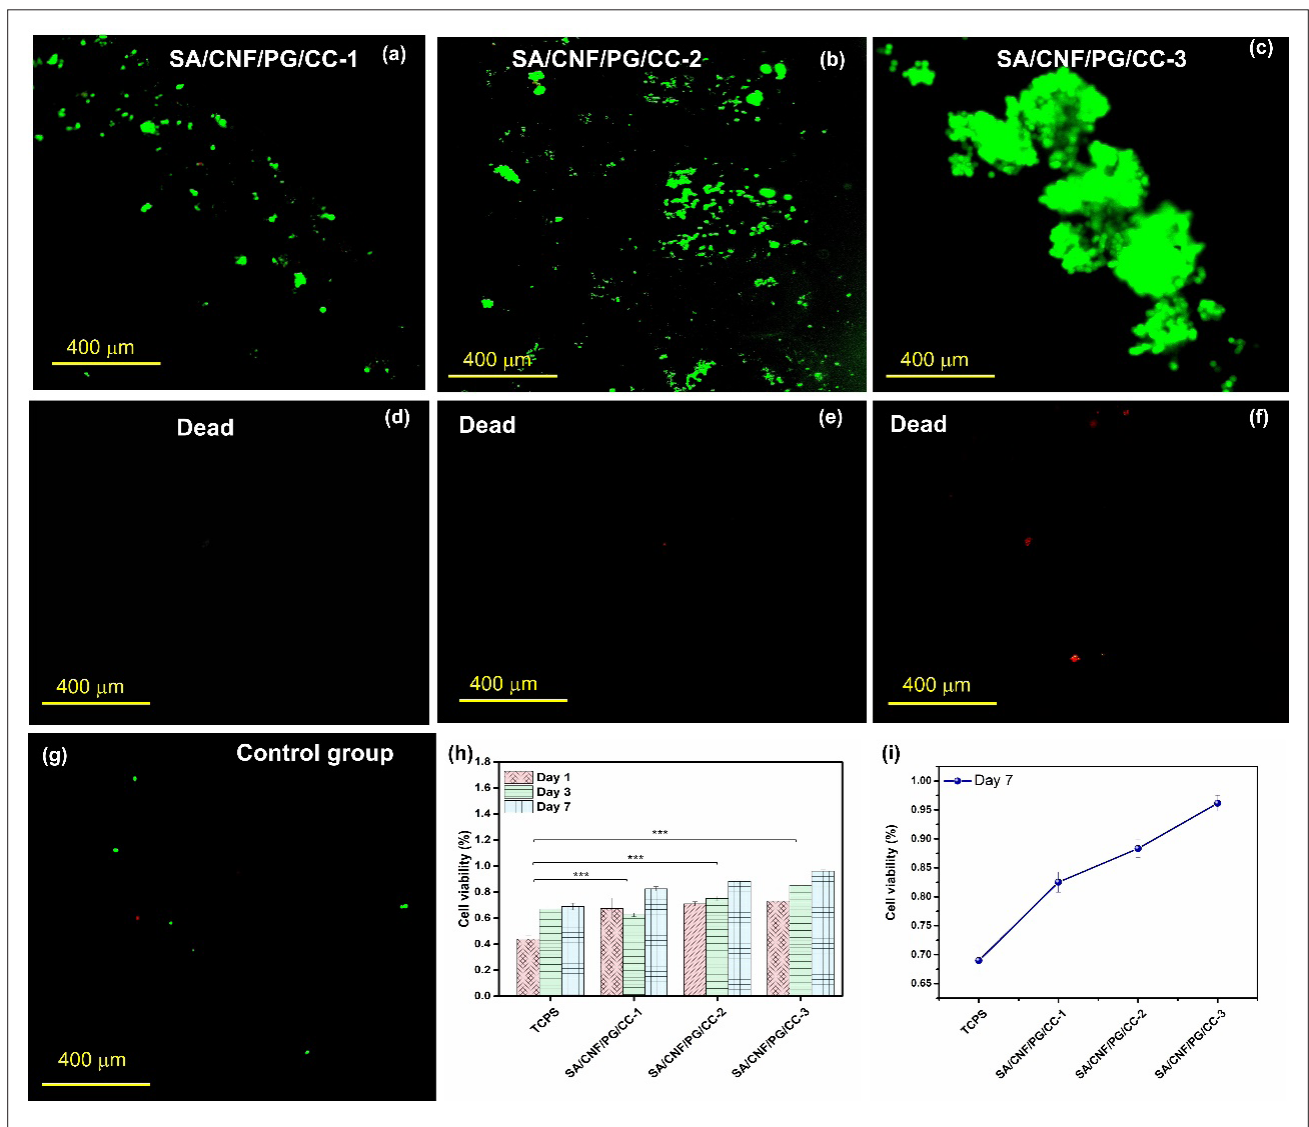 SA/CNF/PG/CC-1 (a)
SA/CNF/PG/CC-2 (b)
SA/CNF/PG/CC-3 (c)
400 μm
400 μm
400 μm
Dead (d)
Dead (e)
Dead (f)
400 μm
400 μm
400 μm
(g) Control group
400 μm
(h)
Cell viability (%)
1.8
1.6
1.4
1.2
1.0
0.8
0.6
0.4
0.2
0.0
Day 1
Day 3
Day 7
***
***
***
TCPS
SA/CNF/PG/CC-1
SA/CNF/PG/CC-2
SA/CNF/PG/CC-3
(i)
Cell viability (%)
1.00
0.95
0.90
0.85
0.80
0.75
0.70
0.65
Day 7
TCPS
SA/CNF/PG/CC-1
SA/CNF/PG/CC-2
SA/CNF/PG/CC-3